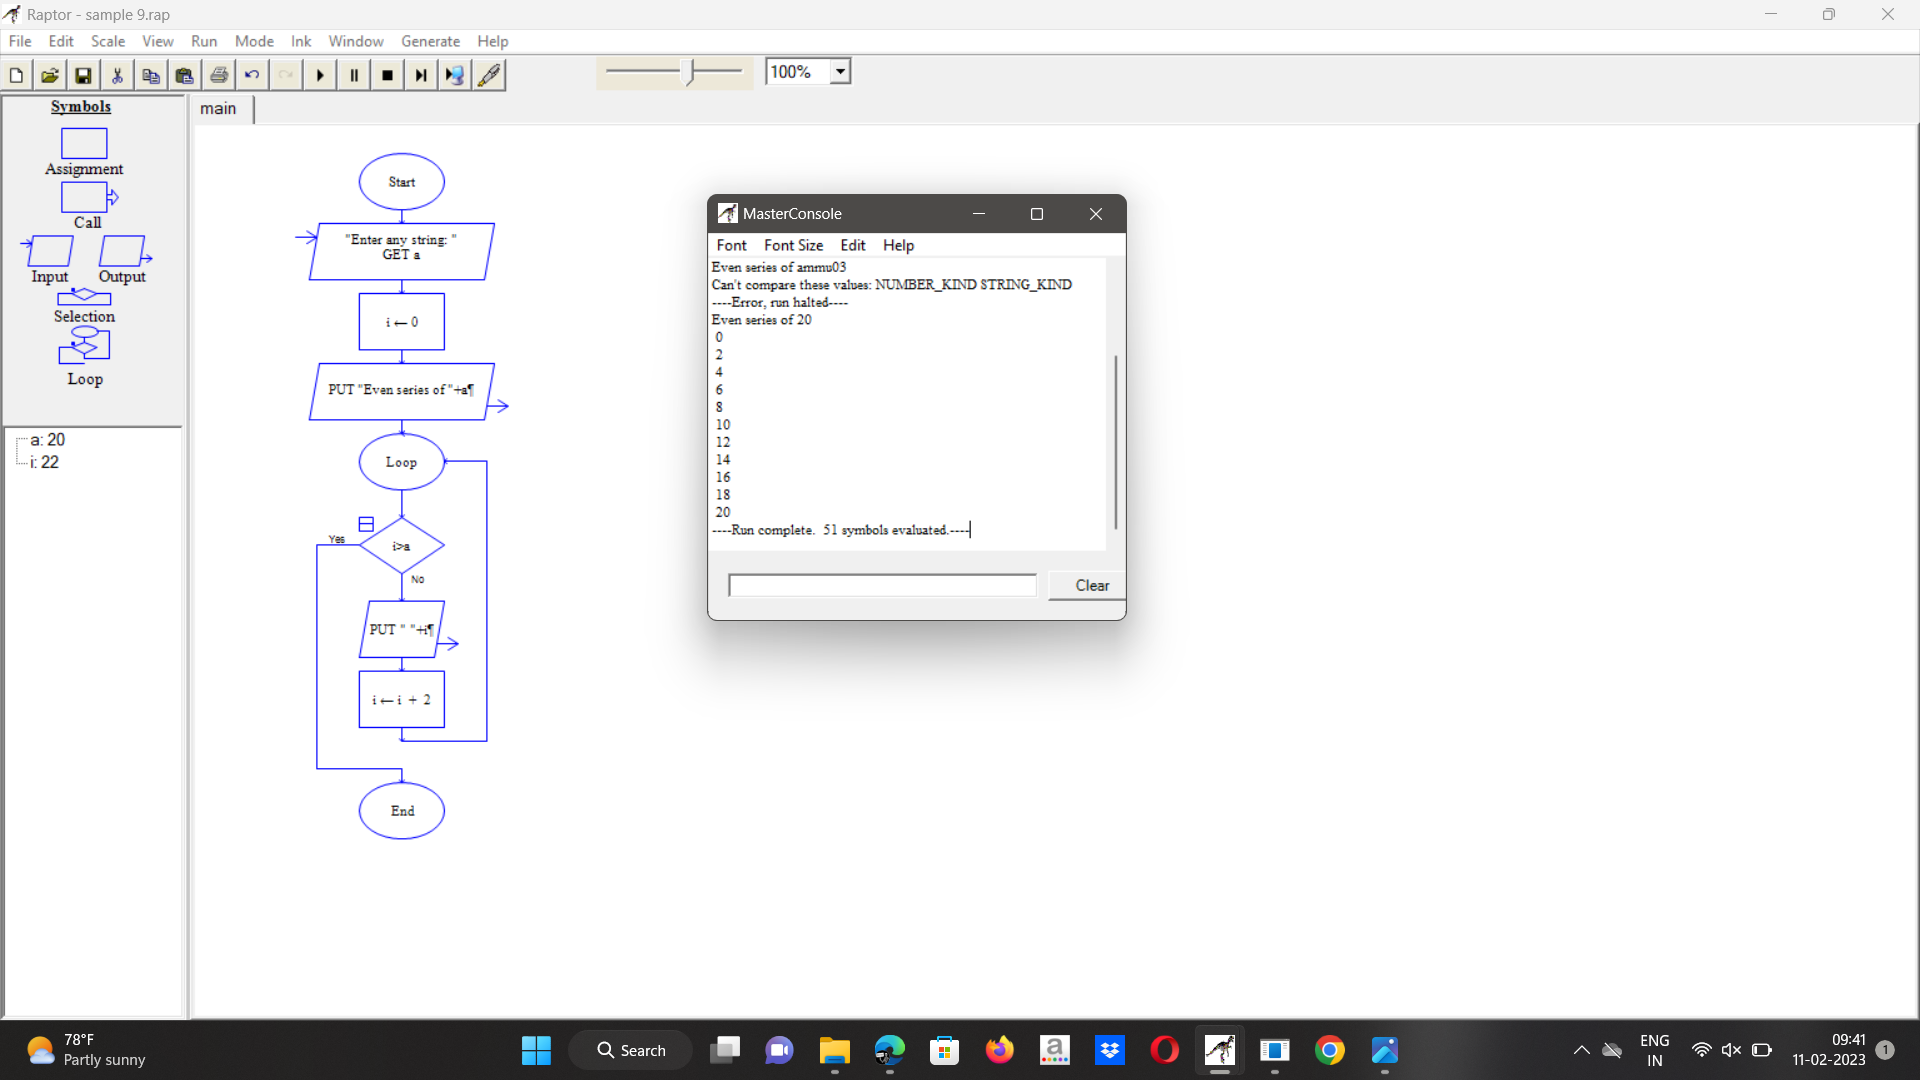 Raptor - sample 9.rap
File Edit Scale View Run Mode Ink Window Generate Help
100%
Symbols
Assignment
Call
Input Output
Selection
Loop
a: 20
i: 22
main
Start
"Enter any string: "
GET a
i ← 0
PUT "Even series of "+a¶
Loop
Yes
i>a
No
PUT " "+i¶
i ← i + 2
End
MasterConsole
Font Font Size Edit Help
Even series of ammu03
Can't compare these values: NUMBER_KIND STRING_KIND
----Error, run halted----
Even series of 20
0
2
4
6
8
10
12
14
16
18
20
----Run complete.  51 symbols evaluated.----
Clear
78°F
Partly sunny
Search
a
ENG
IN
09:41
11-02-2023
1